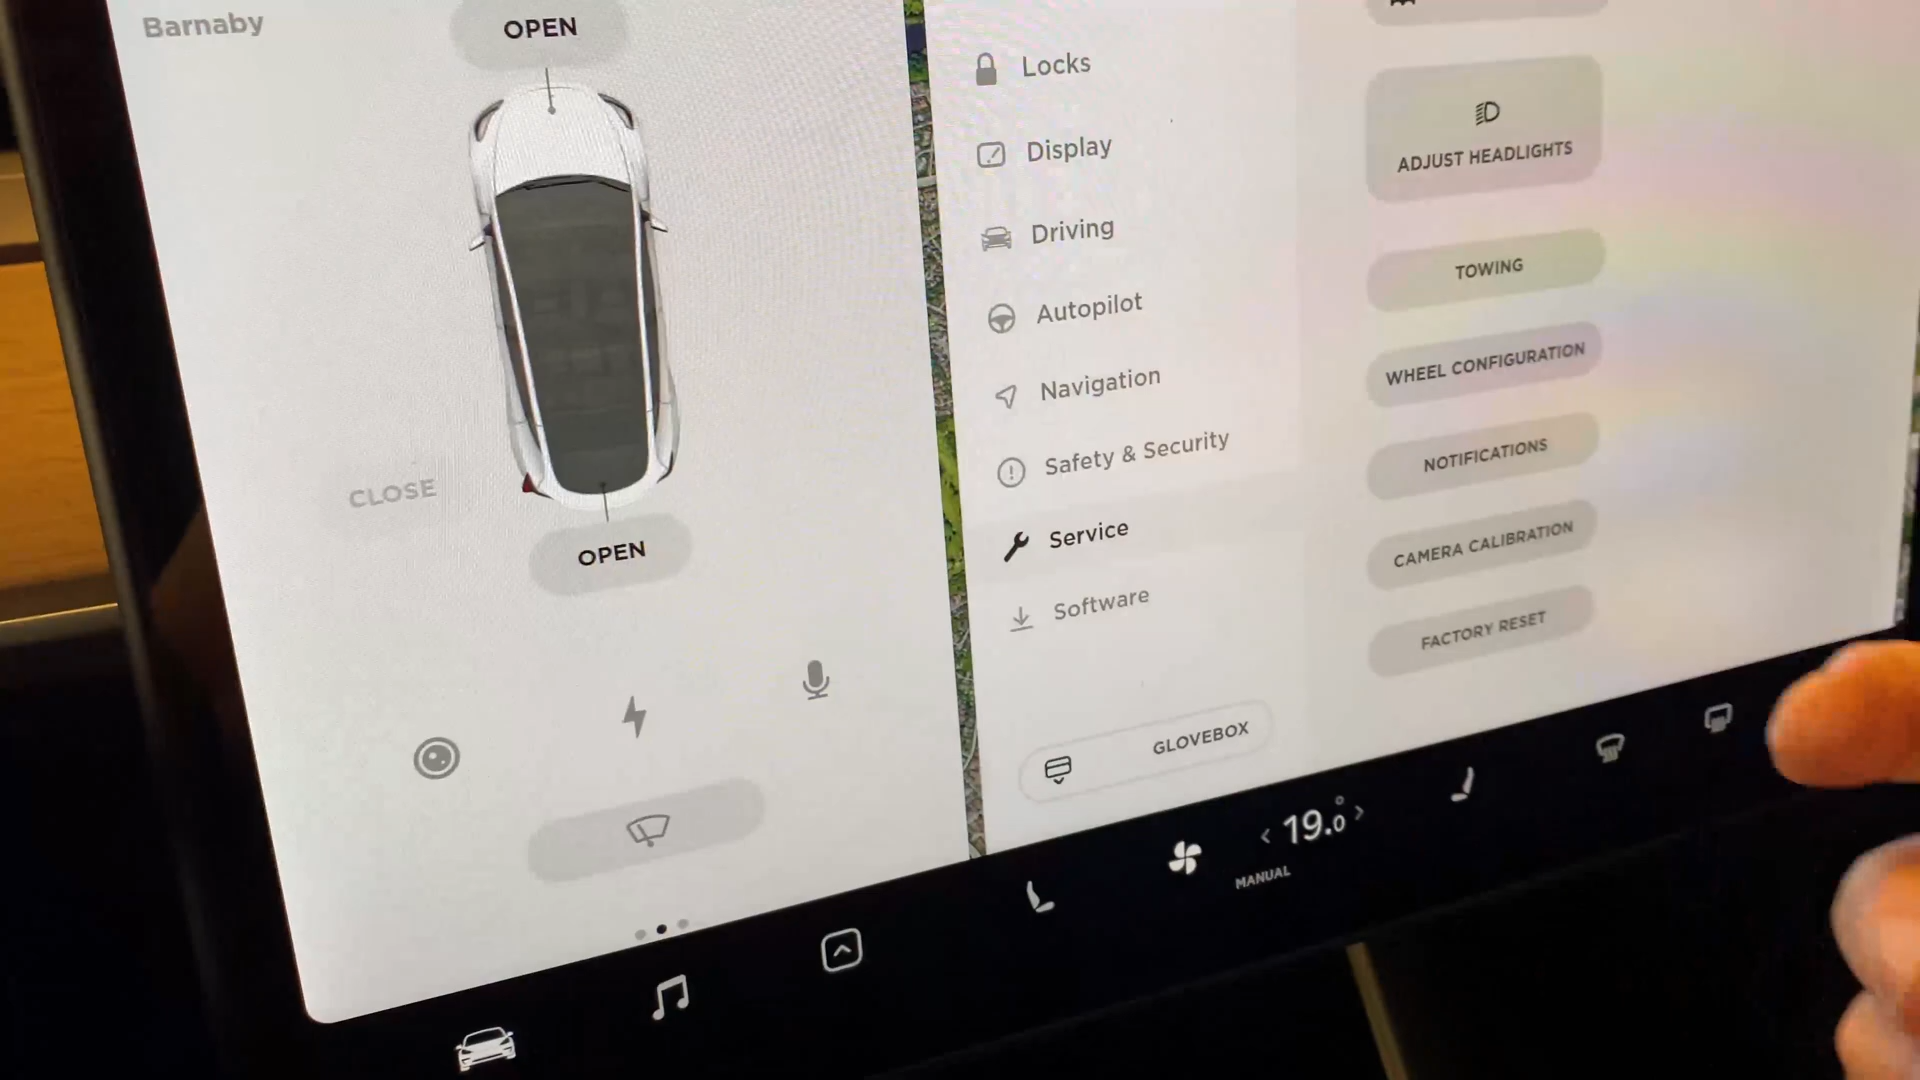 Barnaby
OPEN
CLOSE
OPEN
Locks
Display
Driving
Autopilot
Navigation
Safety & Security
Service
Software
GLOVEBOX
ADJUST HEADLIGHTS
TOWING
WHEEL CONFIGURATION
NOTIFICATIONS
CAMERA CALIBRATION
FACTORY RESET
19.0°
MANUAL